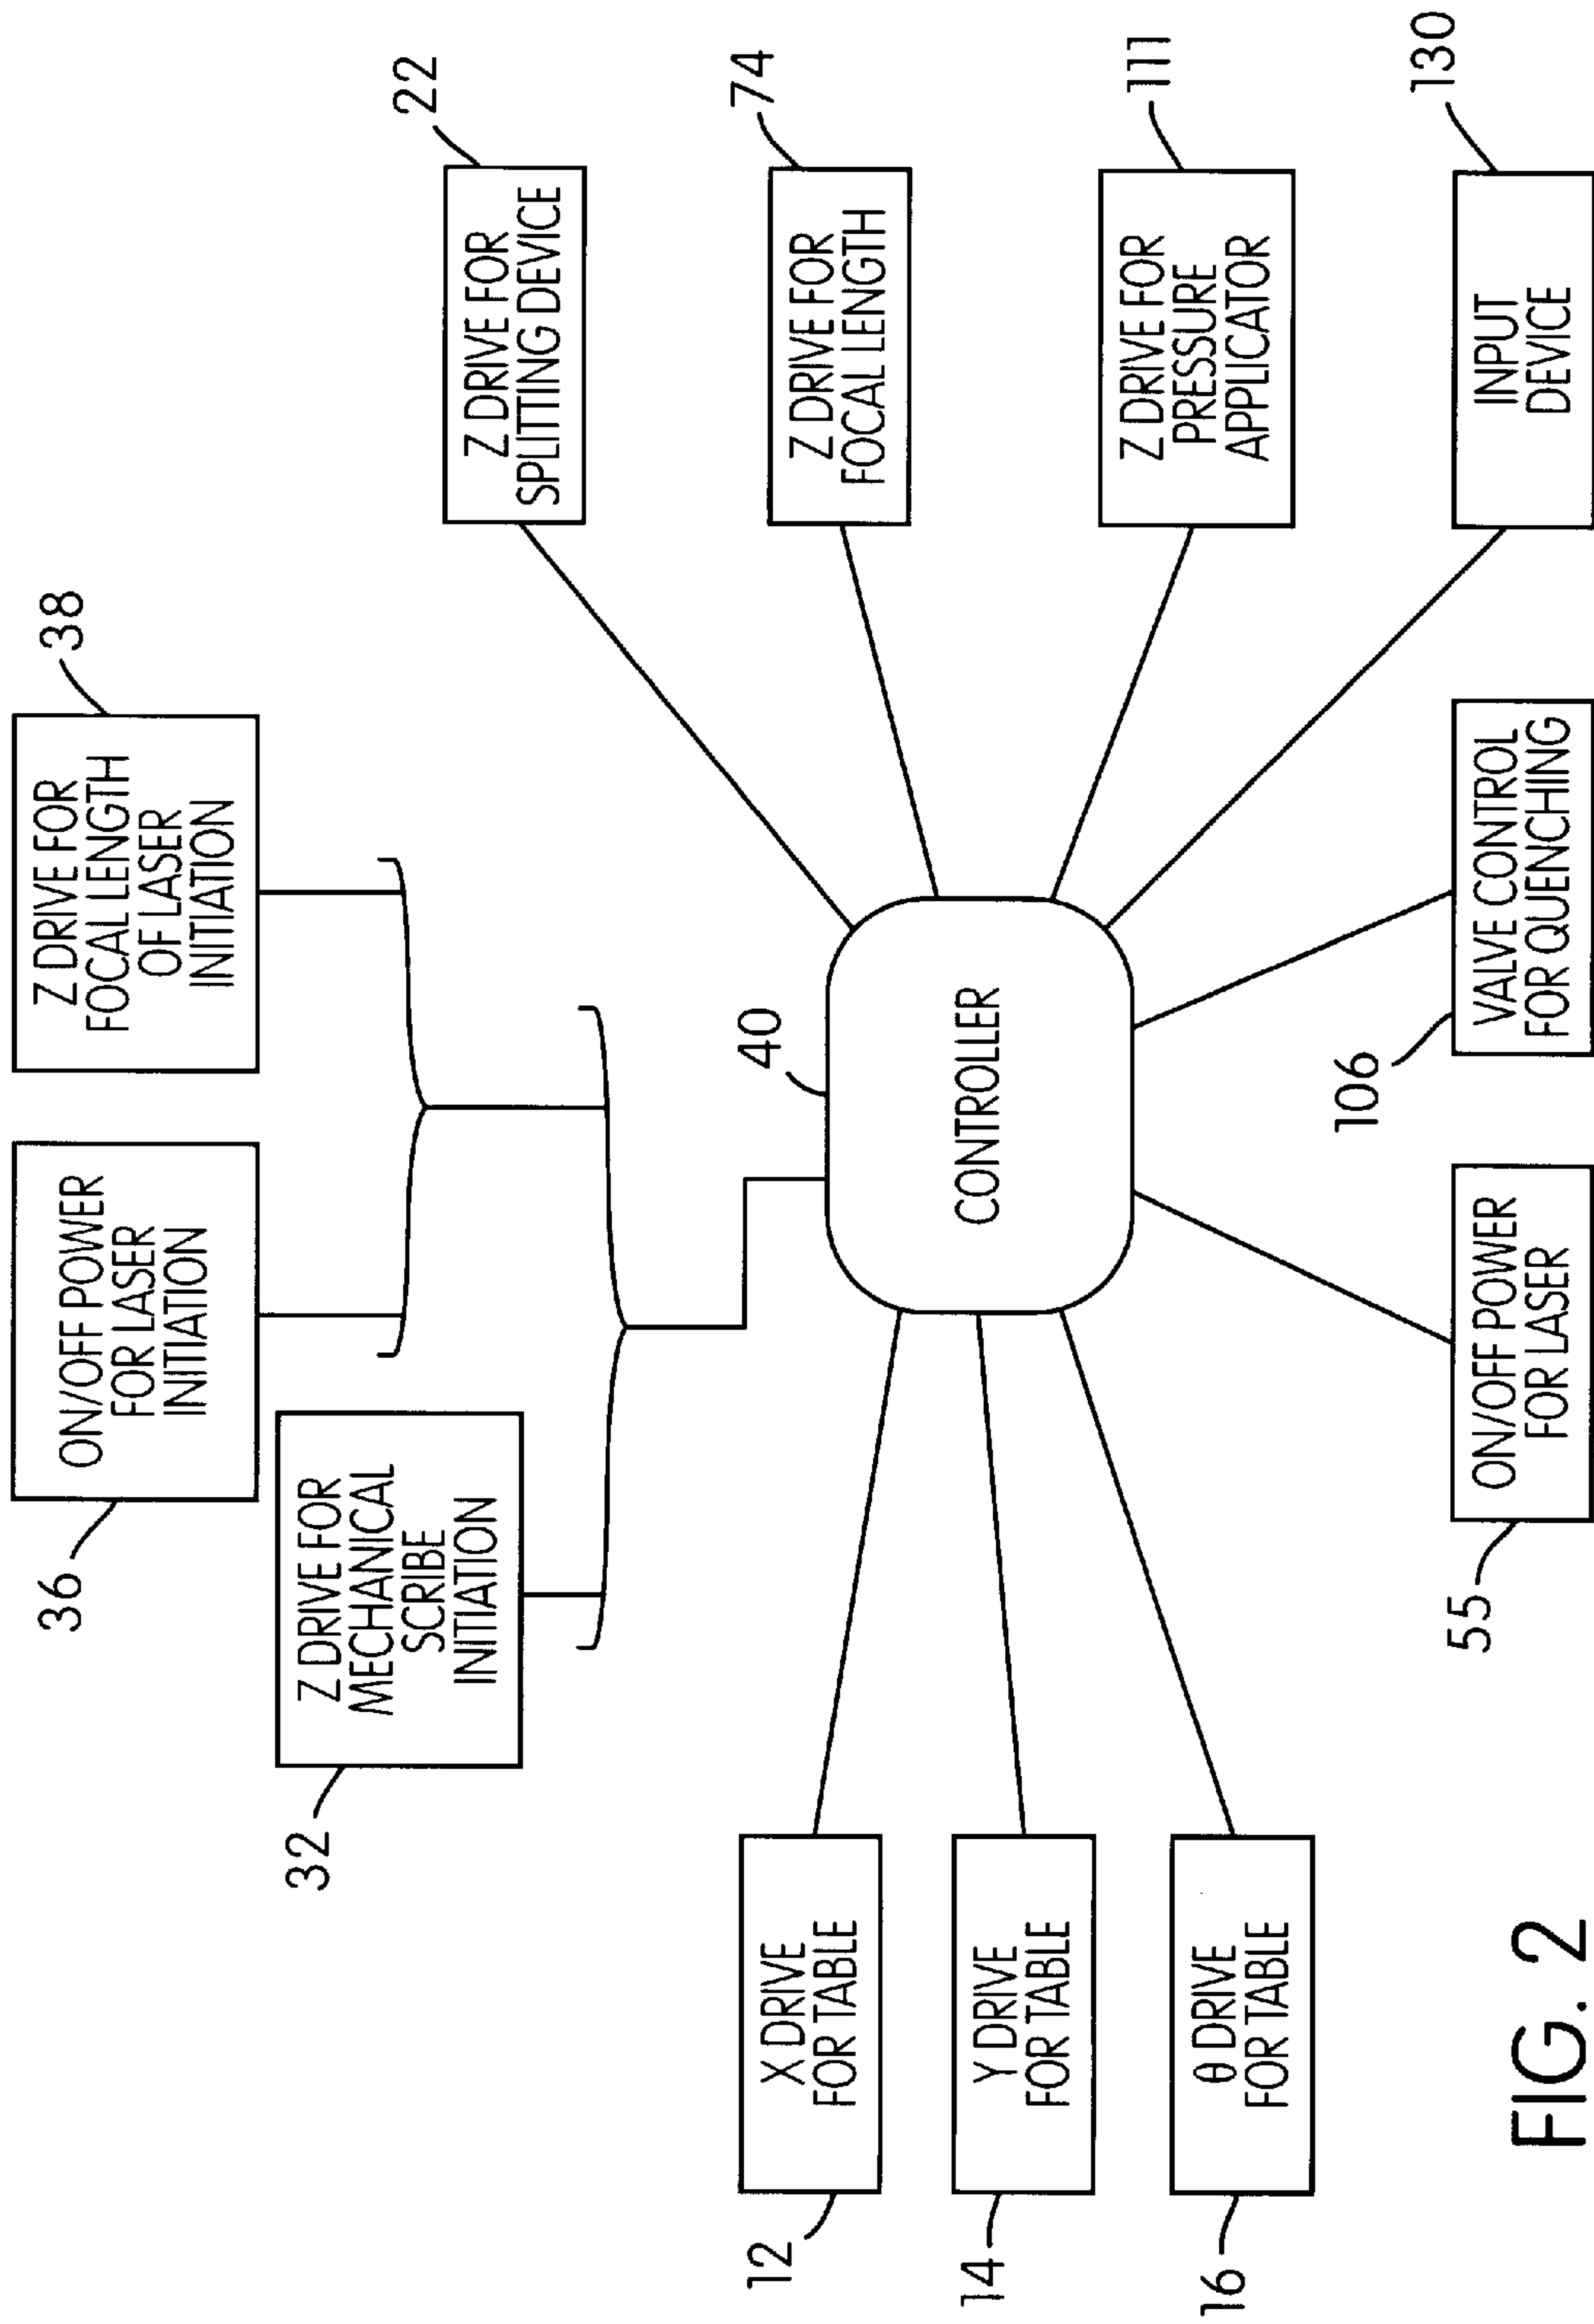 36
ON/OFF POWER
FOR LASER
INITIATION
38
Z DRIVE FOR
FOCAL LENGTH
OF LASER
INITIATION
32
Z DRIVE FOR
MECHANICAL
SCRIBE
INITIATION
22
Z DRIVE FOR
SPLITTING DEVICE
12
X DRIVE
FOR TABLE
40
CONTROLLER
74
Z DRIVE FOR
FOCAL LENGTH
14
Y DRIVE
FOR TABLE
16
θ DRIVE
FOR TABLE
111
Z DRIVE FOR
PRESSURE
APPLICATOR
55
ON/OFF POWER
FOR LASER
106
VALVE CONTROL
FOR QUENCHING
130
INPUT
DEVICE
FIG. 2